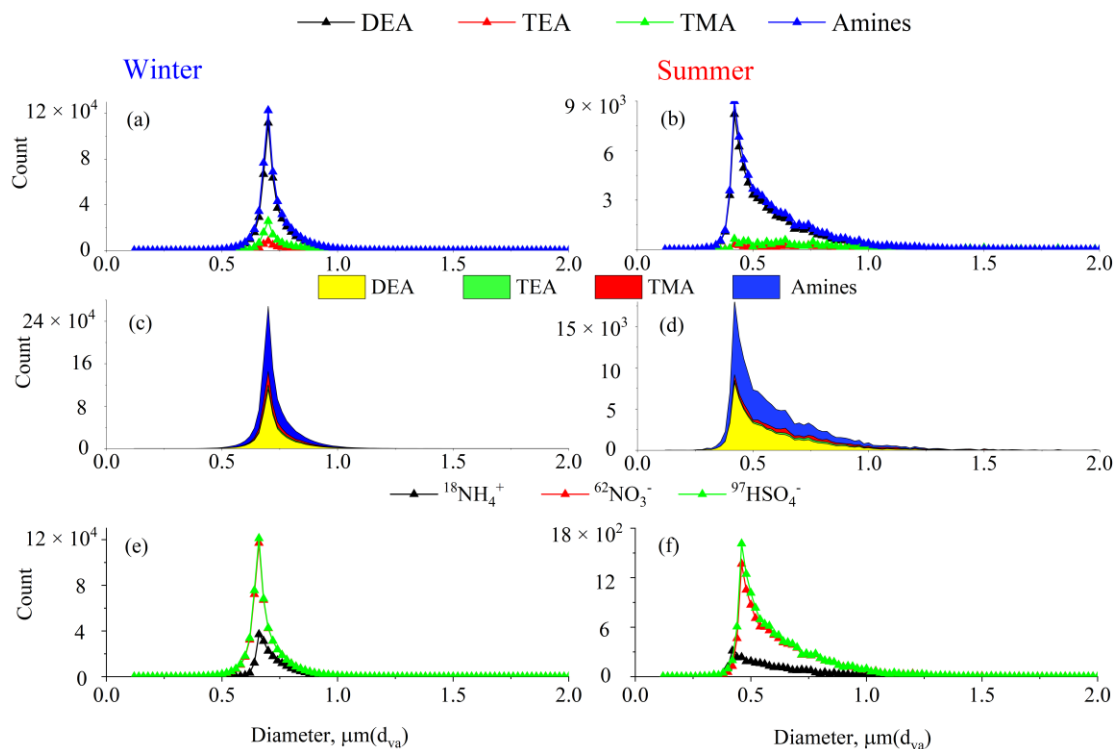 DEA TEA TMA Amines
Winter Summer
12 × 10⁴ (a) 9 × 10³ (b)
8 6
Count
4 3
0 0
0.0 0.5 1.0 1.5 2.0 0.0 0.5 1.0 1.5 2.0
DEA TEA TMA Amines
24 × 10⁴ (c) 15 × 10³ (d)
16 10
Count
8 5
0 0
0.0 0.5 1.0 1.5 2.0 0.0 0.5 1.0 1.5 2.0
¹⁸NH₄⁺ ⁶²NO₃⁻ ⁹⁷HSO₄⁻
12 × 10⁴ (e) 18 × 10² (f)
8 12
Count
4 6
0 0
0.0 0.5 1.0 1.5 2.0 0.0 0.5 1.0 1.5 2.0
Diameter, μm(dva) Diameter, μm(dva)